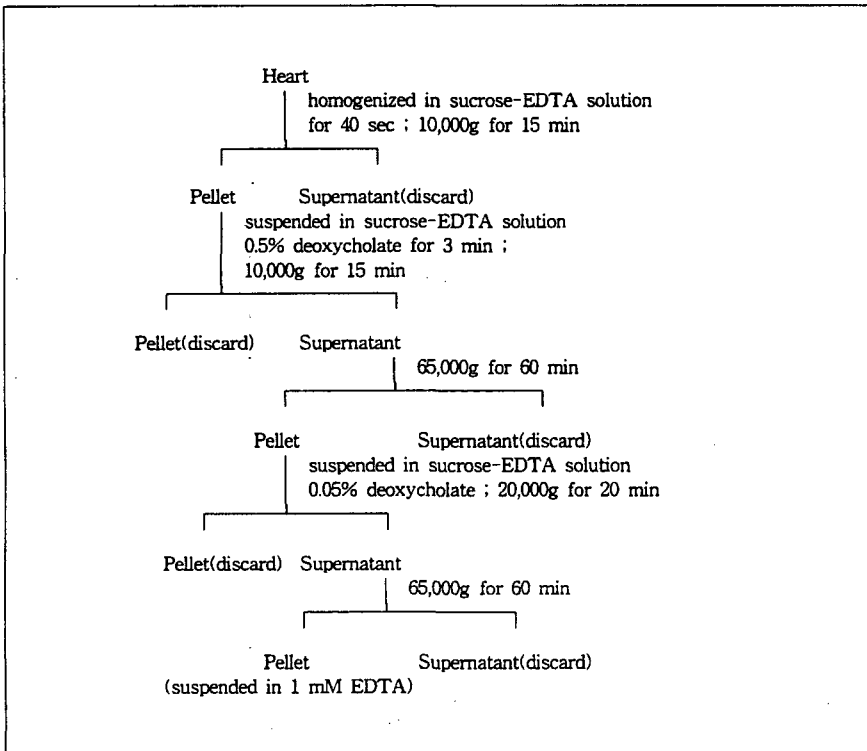 Heart
homogenized in sucrose-EDTA solution
for 40 sec ; 10,000g for 15 min
Pellet Supernatant(discard)
suspended in sucrose-EDTA solution
0.5% deoxycholate for 3 min ;
10,000g for 15 min
Pellet(discard) Supernatant
65,000g for 60 min
Pellet Supernatant(discard)
suspended in sucrose-EDTA solution
0.05% deoxycholate ; 20,000g for 20 min
Pellet(discard) Supernatant
65,000g for 60 min
Pellet Supernatant(discard)
(suspended in 1 mM EDTA)